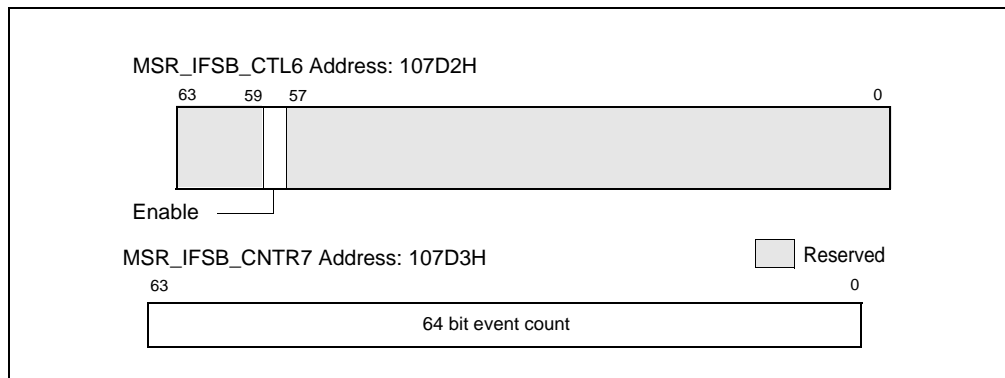 MSR_IFSB_CTL6 Address: 107D2H
63 59 57 0
Enable
MSR_IFSB_CNTR7 Address: 107D3H
Reserved
63 0
64 bit event count